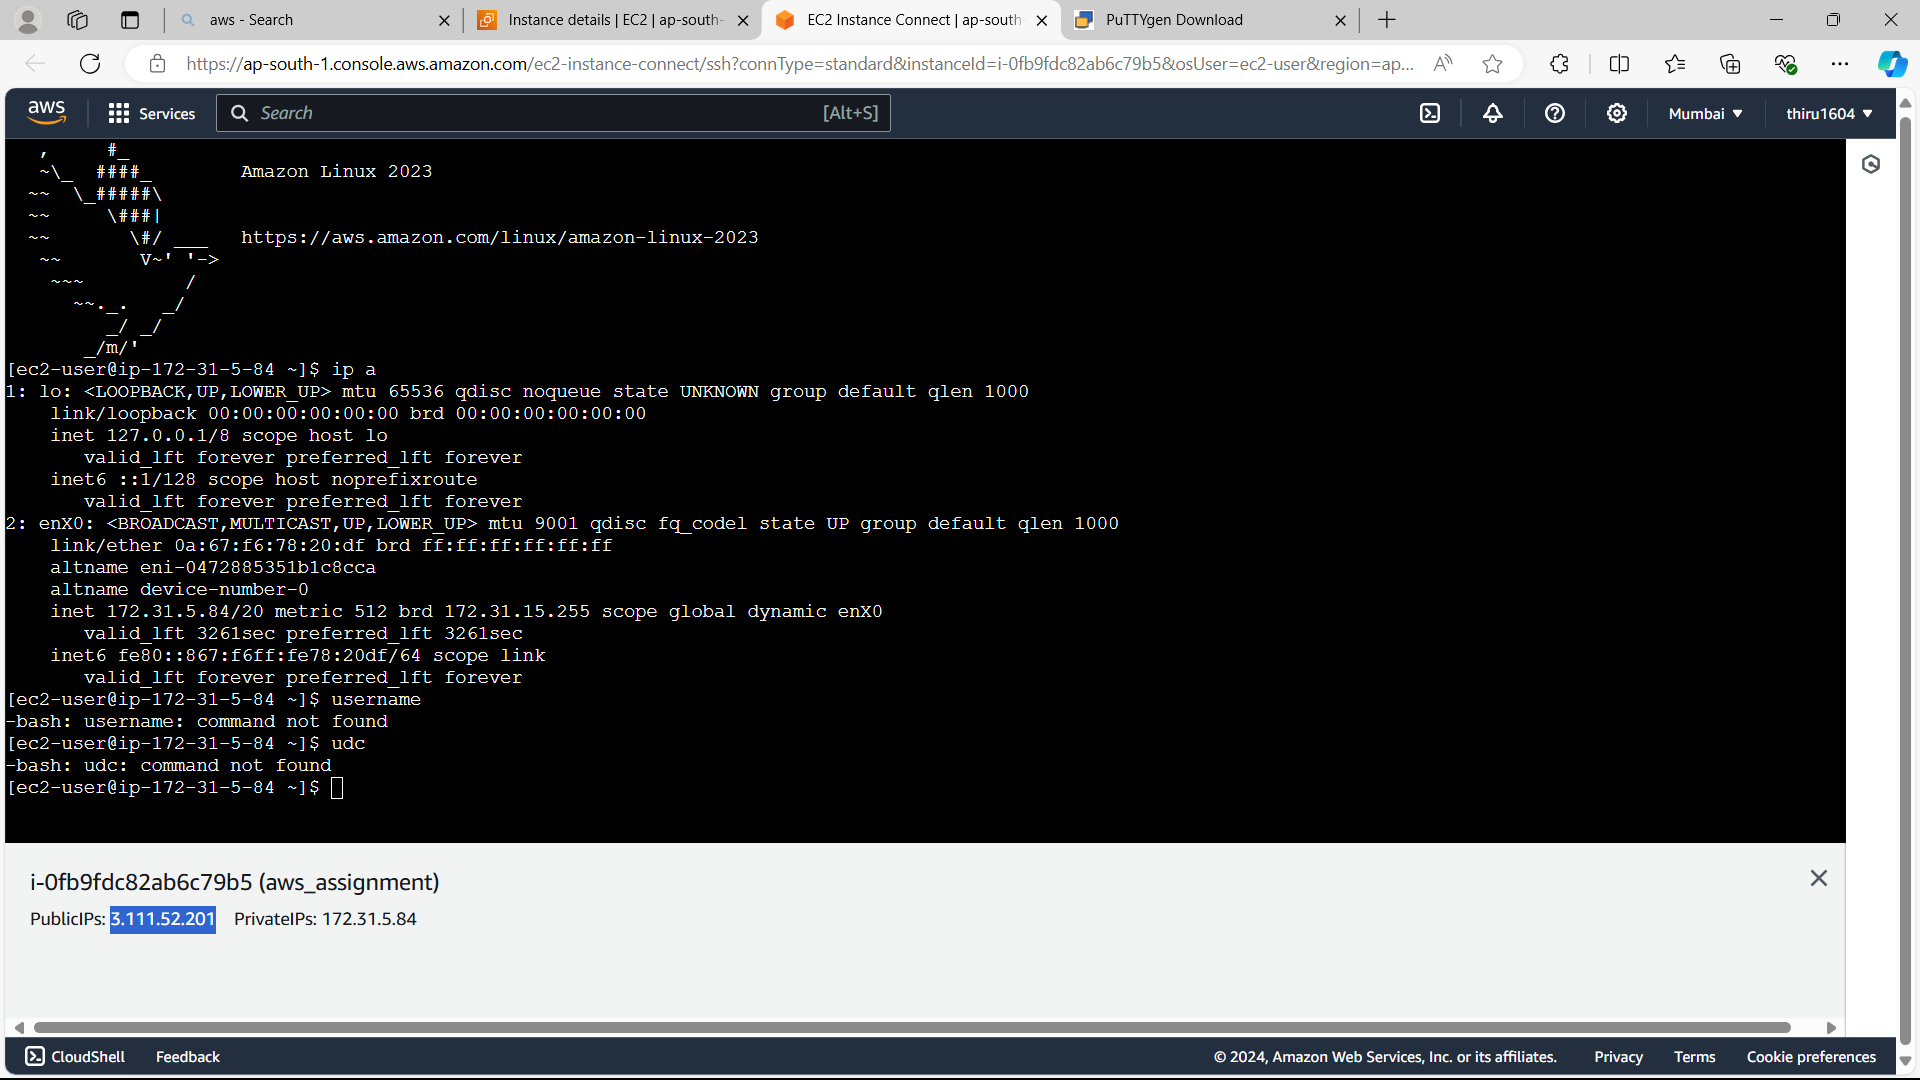 aws - Search
Instance details | EC2 | ap-south-
EC2 Instance Connect | ap-south-
PuTTYgen Download
https://ap-south-1.console.aws.amazon.com/ec2-instance-connect/ssh?connType=standard&instanceId=i-0fb9fdc82ab6c79b5&osUser=ec2-user&region=ap...
aws
Services
Search
[Alt+S]
Mumbai ▼
thiru1604 ▼
   ,     #_
   ~\_  ####_        Amazon Linux 2023
  ~~  \_#####\
  ~~     \###|
  ~~       \#/ ___   https://aws.amazon.com/linux/amazon-linux-2023
   ~~       V~' '->
    ~~~         /
      ~~._.   _/
         _/ _/
       _/m/'
[ec2-user@ip-172-31-5-84 ~]$ ip a
1: lo: <LOOPBACK,UP,LOWER_UP> mtu 65536 qdisc noqueue state UNKNOWN group default qlen 1000
    link/loopback 00:00:00:00:00:00 brd 00:00:00:00:00:00
    inet 127.0.0.1/8 scope host lo
       valid_lft forever preferred_lft forever
    inet6 ::1/128 scope host noprefixroute
       valid_lft forever preferred_lft forever
2: enX0: <BROADCAST,MULTICAST,UP,LOWER_UP> mtu 9001 qdisc fq_codel state UP group default qlen 1000
    link/ether 0a:67:f6:78:20:df brd ff:ff:ff:ff:ff:ff
    altname eni-0472885351b1c8cca
    altname device-number-0
    inet 172.31.5.84/20 metric 512 brd 172.31.15.255 scope global dynamic enX0
       valid_lft 3261sec preferred_lft 3261sec
    inet6 fe80::867:f6ff:fe78:20df/64 scope link
       valid_lft forever preferred_lft forever
[ec2-user@ip-172-31-5-84 ~]$ username
-bash: username: command not found
[ec2-user@ip-172-31-5-84 ~]$ udc
-bash: udc: command not found
[ec2-user@ip-172-31-5-84 ~]$
i-0fb9fdc82ab6c79b5 (aws_assignment)
PublicIPs: 3.111.52.201 PrivateIPs: 172.31.5.84
CloudShell
Feedback
© 2024, Amazon Web Services, Inc. or its affiliates.
Privacy
Terms
Cookie preferences